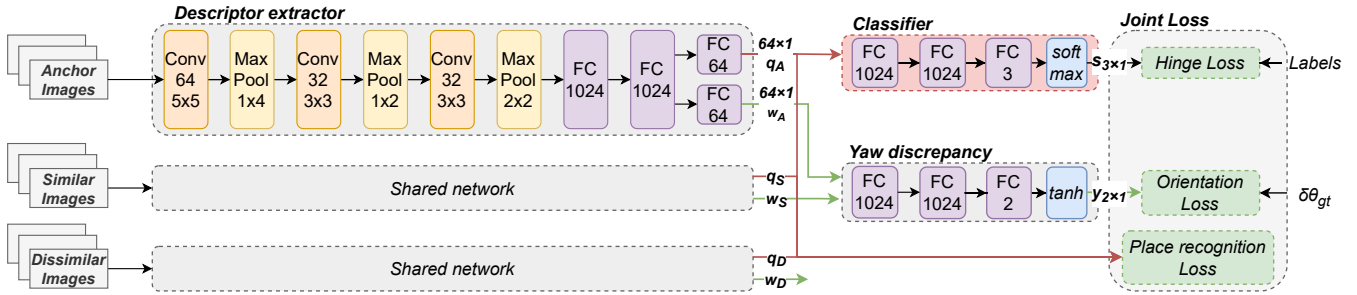 Descriptor extractor
Anchor
Images
Conv
64
5x5
Max
Pool
1x4
Conv
32
3x3
Max
Pool
1x2
Conv
32
3x3
Max
Pool
2x2
FC
1024
FC
1024
FC
64
FC
64
64×1
q_A
64×1
w_A
Classifier
FC
1024
FC
1024
FC
3
soft
max
s_3×1
Joint Loss
Hinge Loss
Labels
Similar
Images
Shared network
q_S
w_S
Yaw discrepancy
FC
1024
FC
1024
FC
2
tanh
y_2×1
Orientation
Loss
δθ_gt
Dissimilar
Images
Shared network
q_D
w_D
Place recognition
Loss